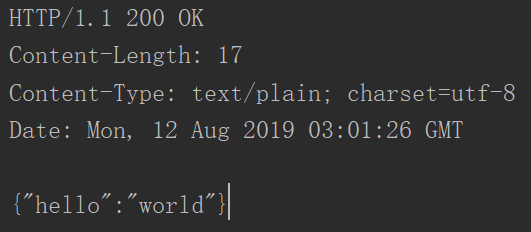 HTTP/1.1 200 OK
Content-Length: 17
Content-Type: text/plain; charset=utf-8
Date: Mon, 12 Aug 2019 03:01:26 GMT

{"hello":"world"}